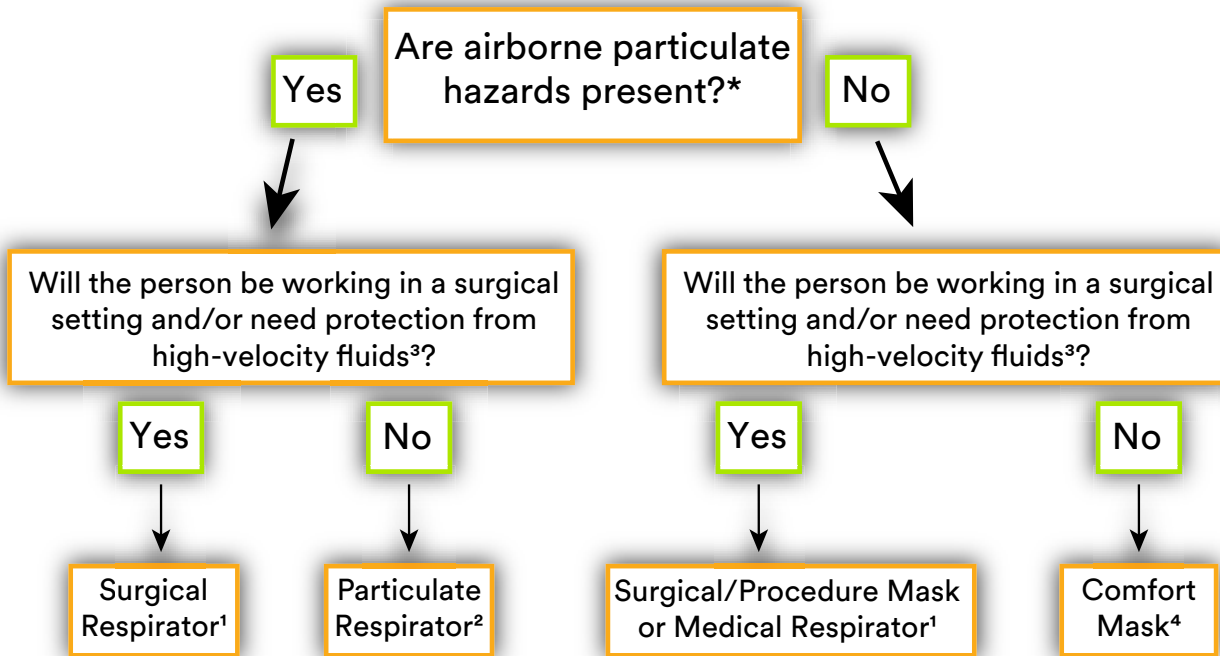 Are airborne particulate
hazards present?*
Yes
No
Will the person be working in a surgical
setting and/or need protection from
high-velocity fluids³?
Will the person be working in a surgical
setting and/or need protection from
high-velocity fluids³?
Yes
No
Yes
No
Surgical
Respirator¹
Particulate
Respirator²
Surgical/Procedure Mask
or Medical Respirator¹
Comfort
Mask⁴